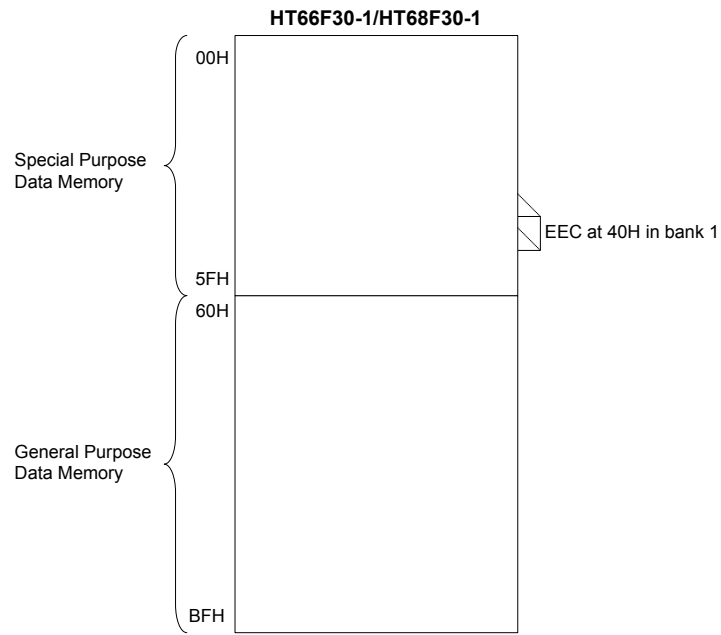 HT66F30-1/HT68F30-1
00H
Special Purpose
Data Memory
EEC at 40H in bank 1
5FH
60H
General Purpose
Data Memory
BFH